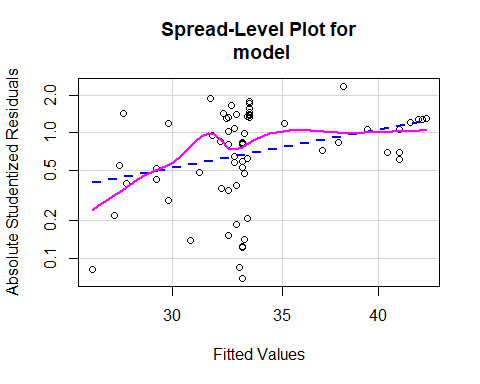 Spread-Level Plot for
model
Absolute Studentized Residuals
2.0
1.0
0.5
0.2
0.1
30
35
40
Fitted Values